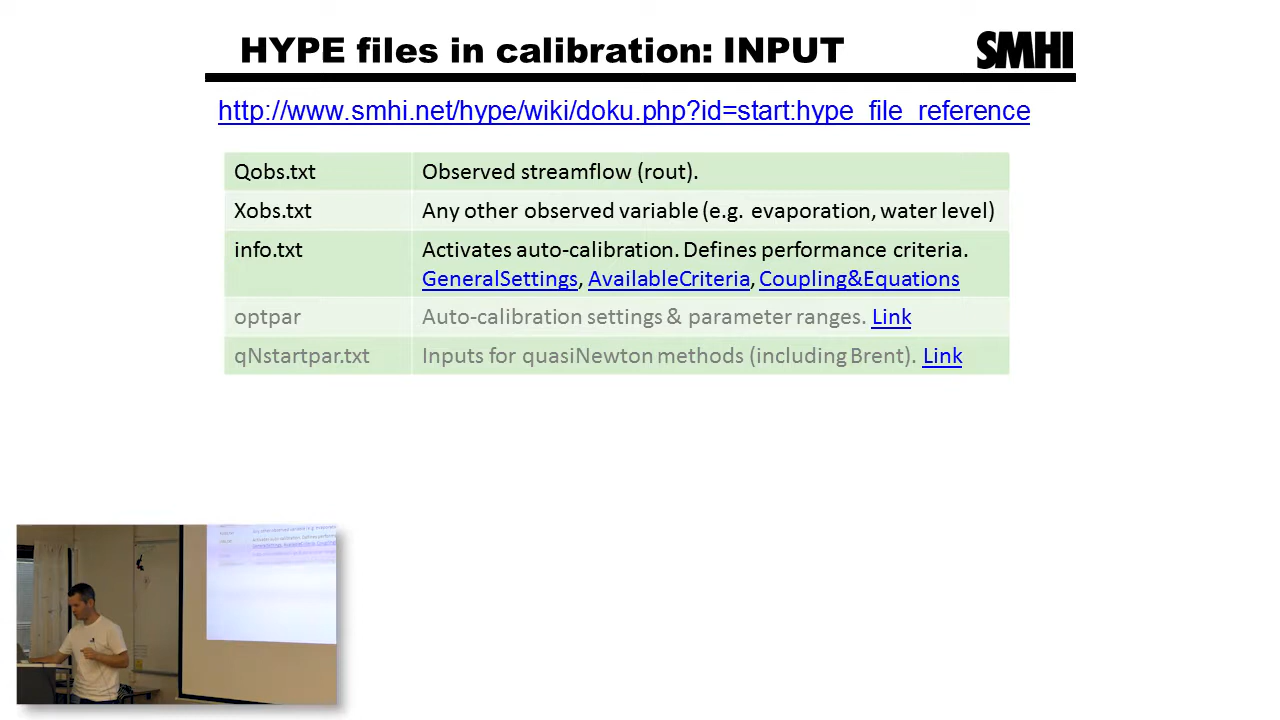 HYPE files in calibration: INPUT
SMHI
http://www.smhi.net/hype/wiki/doku.php?id=start:hype_file_reference
Qobs.txt Observed streamflow (rout).
Xobs.txt Any other observed variable (e.g. evaporation, water level)
info.txt Activates auto-calibration. Defines performance criteria.
GeneralSettings, AvailableCriteria, Coupling&Equations
optpar Auto-calibration settings & parameter ranges. Link
qNstartpar.txt Inputs for quasiNewton methods (including Brent). Link